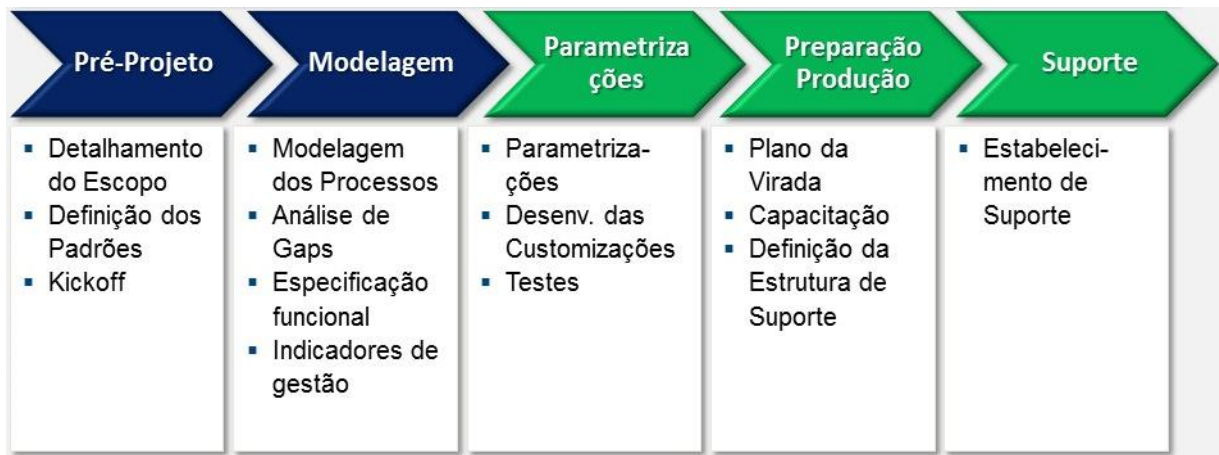 Pré-Projeto
Modelagem
Parametriza
ções
Preparação
Produção
Suporte
▪ Detalhamento
do Escopo
▪ Definição dos
Padrões
▪ Kickoff
▪ Modelagem
dos Processos
▪ Análise de
Gaps
▪ Especificação
funcional
▪ Indicadores de
gestão
▪ Parametriza-
ções
▪ Desenv. das
Customizações
▪ Testes
▪ Plano da
Virada
▪ Capacitação
▪ Definição da
Estrutura de
Suporte
▪ Estabeleci-
mento de
Suporte